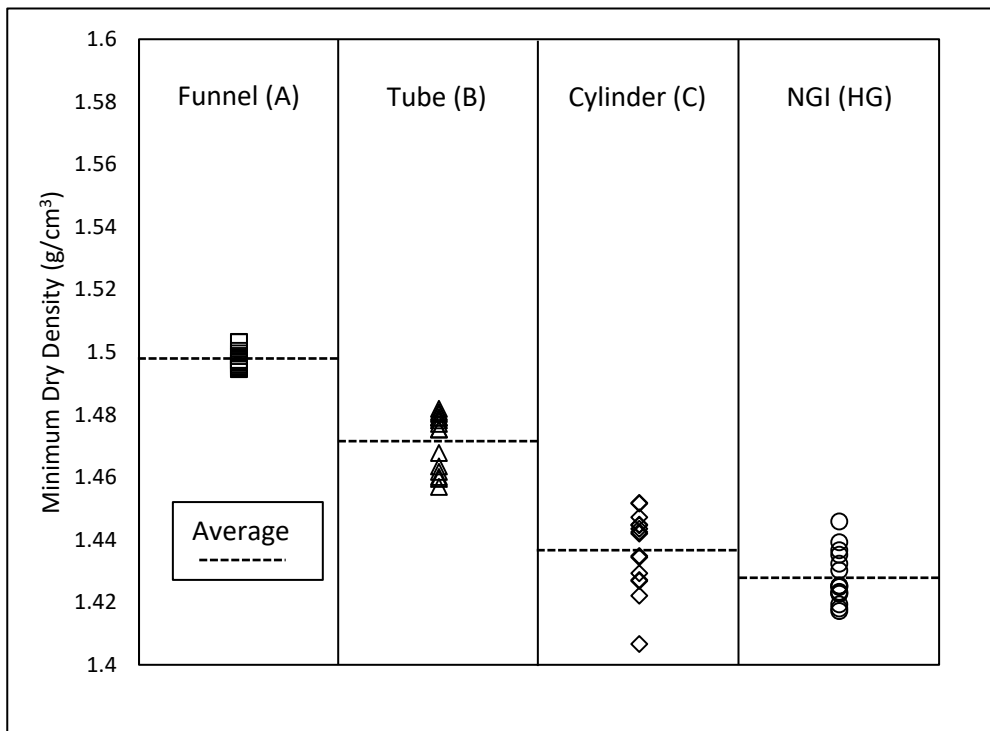 Minimum Dry Density (g/cm³)
1.6
1.58
1.56
1.54
1.52
1.5
1.48
1.46
1.44
1.42
1.4
Funnel (A)
Tube (B)
Cylinder (C)
NGI (HG)
Average